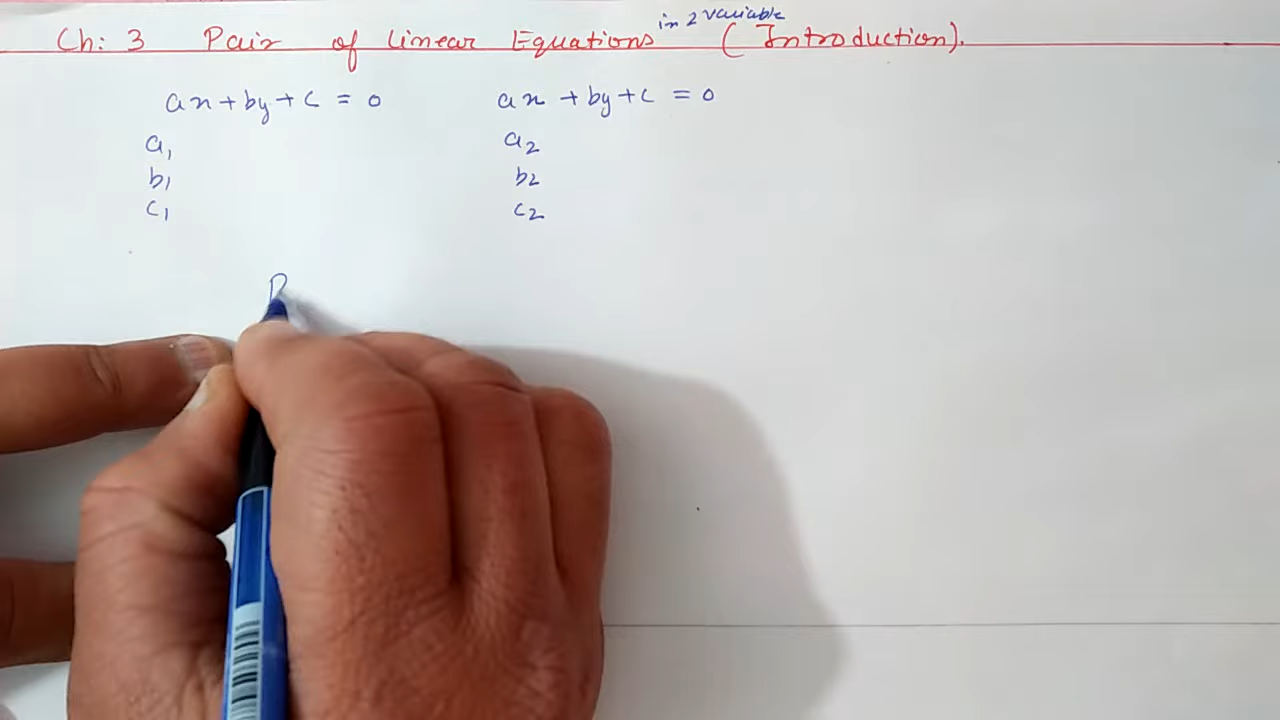 Ch: 3 Pair of linear Equations in 2 variable (Introduction).
ax+by+c = 0 ax +by+c = 0
a1 a2
b1 b2
c1 c2